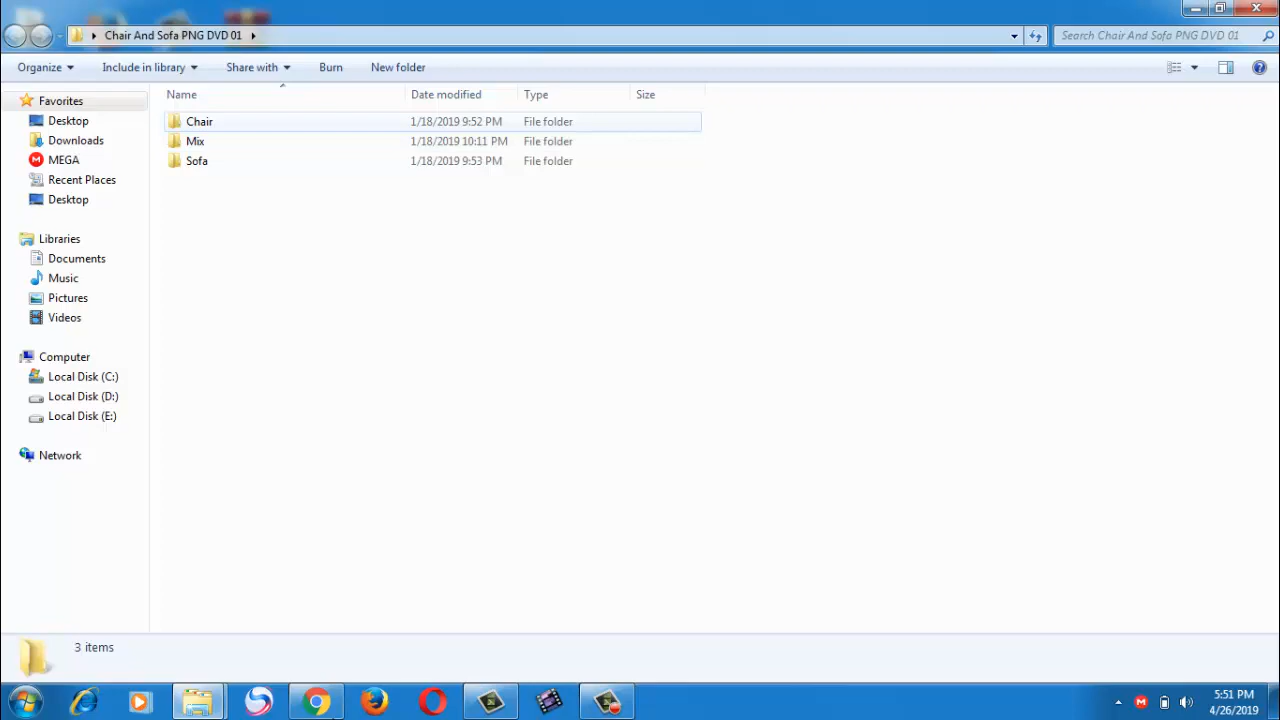 Chair And Sofa PNG DVD 01
Search Chair And Sofa PNG DVD 01
Organize Include in library Share with Burn New folder
Name Date modified Type Size
Favorites
Desktop
Downloads
MEGA
Recent Places
Desktop
Libraries
Documents
Music
Pictures
Videos
Computer
Local Disk (C:)
Local Disk (D:)
Local Disk (E:)
Network
Chair 1/18/2019 9:52 PM File folder
Mix 1/18/2019 10:11 PM File folder
Sofa 1/18/2019 9:53 PM File folder
3 items
5:51 PM
4/26/2019